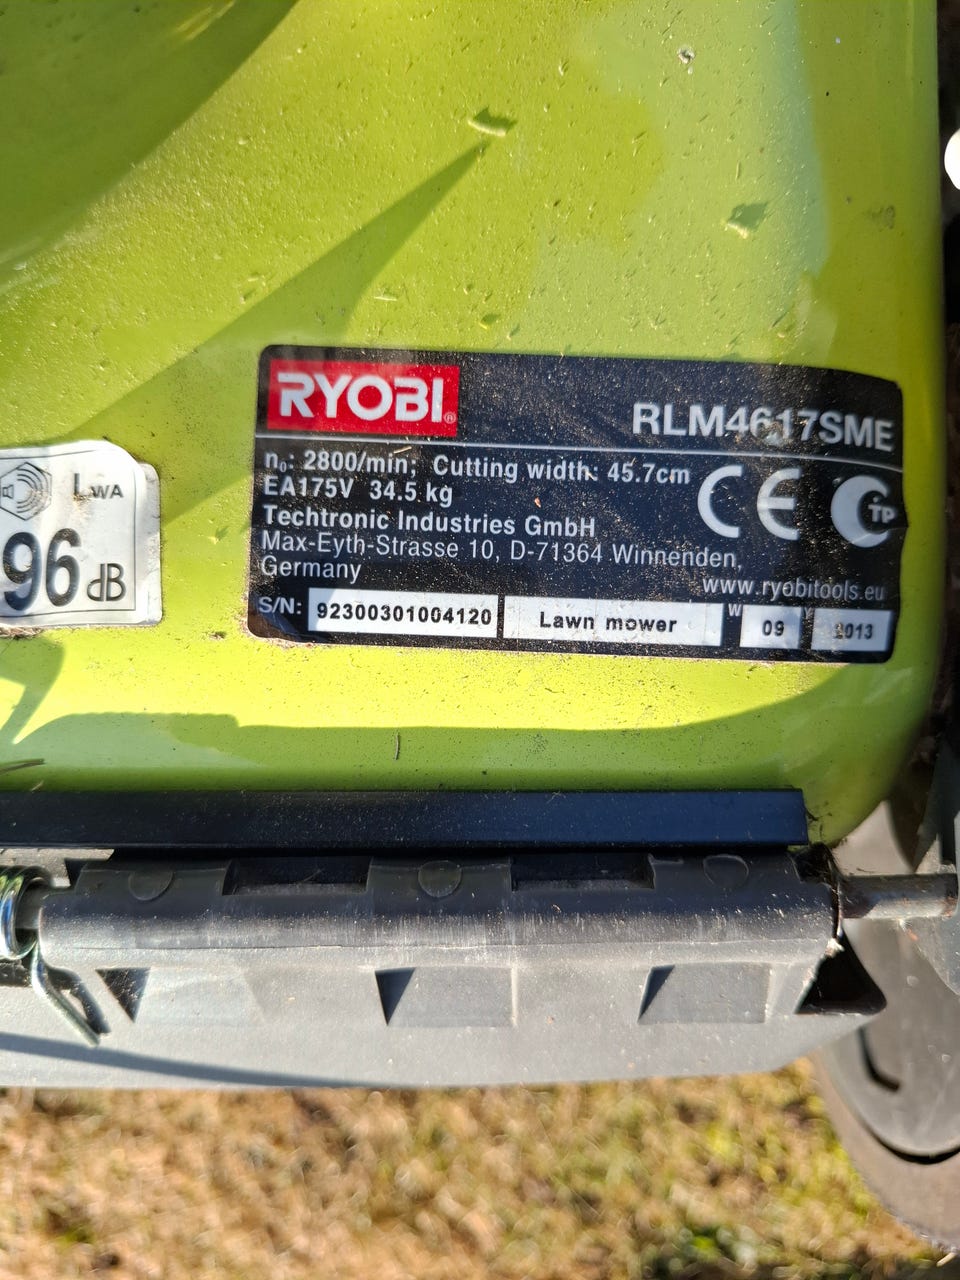 RYOBI®
RLM4617SME
n₀: 2800/min; Cutting width: 45.7cm
EA175V 34.5 kg
Techtronic Industries GmbH
Max-Eyth-Strasse 10, D-71364 Winnenden,
Germany
www.ryobitools.eu
CE
TP
S/N: 92300301004120 Lawn mower W 09 Y 2013
LWA
96 dB